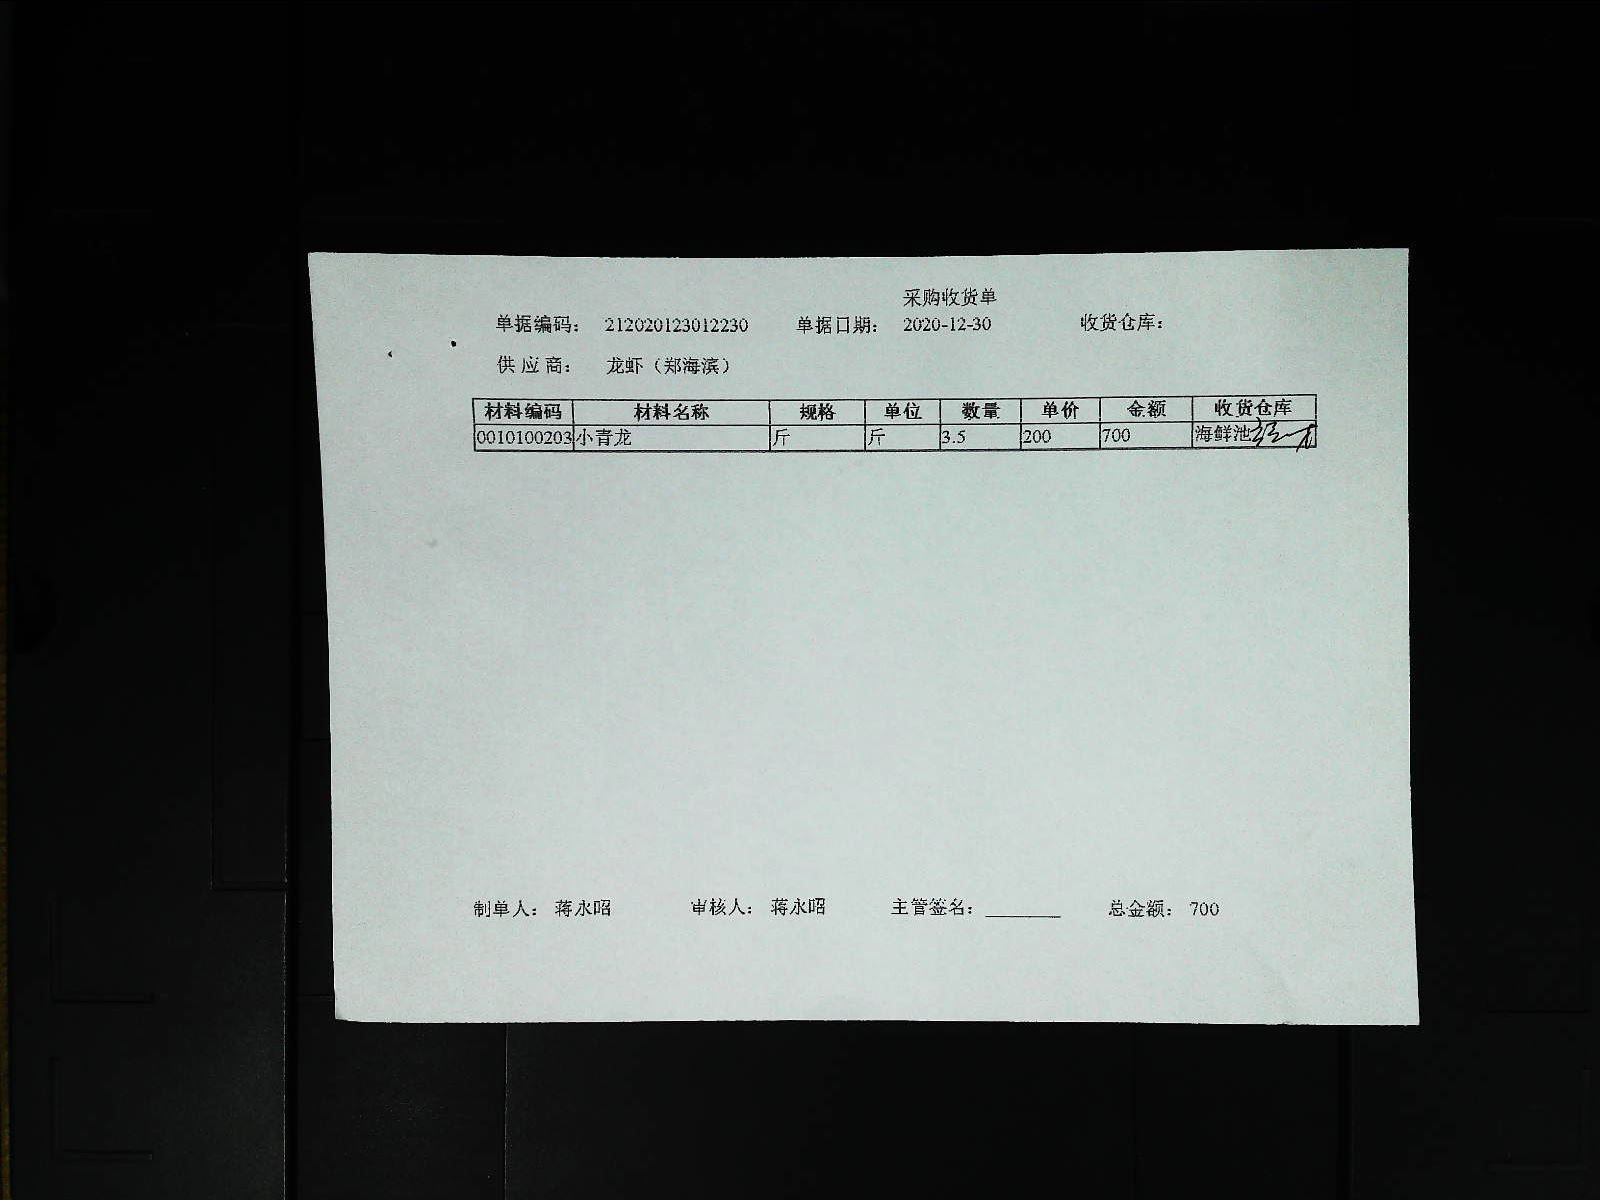 采购收货单
单据编码: 212020123012230 单据日期: 2020-12-30 收货仓库:
供应商: 龙虾（郑海滨）
材料编码 材料名称 规格 单位 数量 单价 金额 收货仓库
0010100203 小青龙 斤 斤 3.5 200 700 海鲜池
制单人: 蒋永昭 审核人: 蒋永昭 主管签名: ________ 总金额: 700